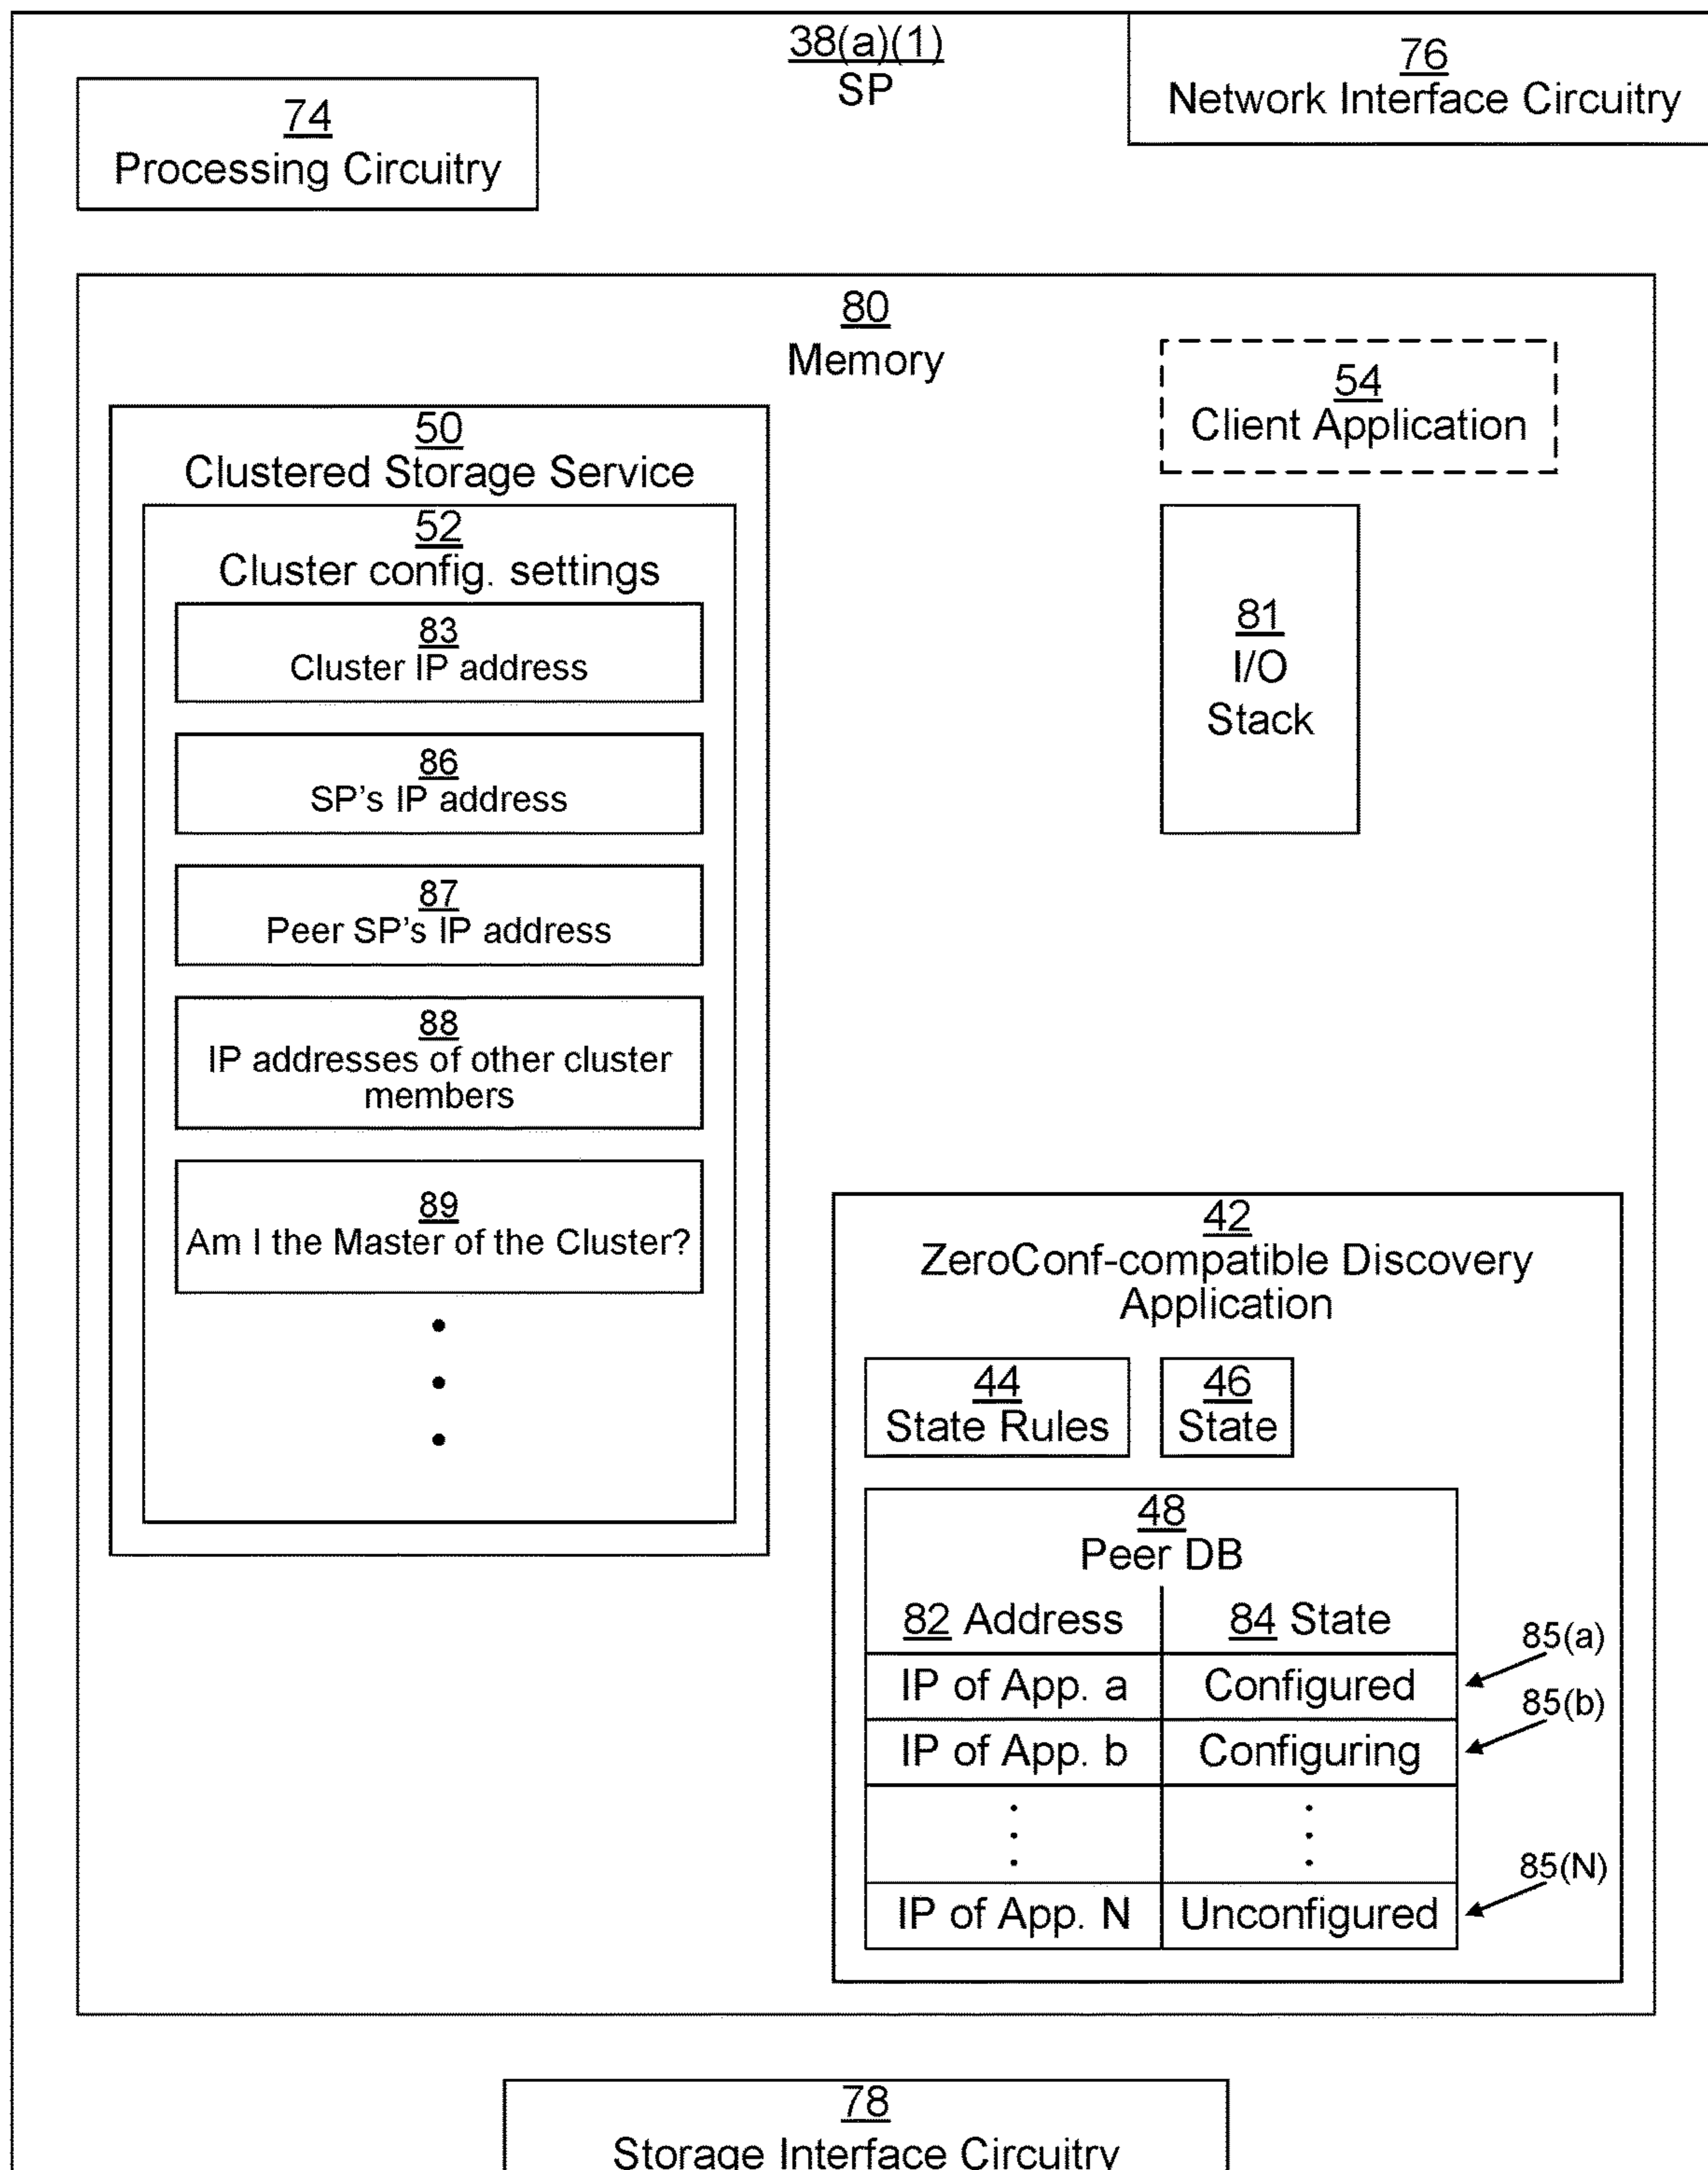 38(a)(1)
SP
76
Network Interface Circuitry
74
Processing Circuitry
80
Memory
54
Client Application
50
Clustered Storage Service
52
Cluster config. settings
83
Cluster IP address
86
SP's IP address
87
Peer SP's IP address
88
IP addresses of other cluster
members
89
Am I the Master of the Cluster?
81
I/O
Stack
42
ZeroConf-compatible Discovery
Application
44
State Rules
46
State
48
Peer DB
82 Address
84 State
85(a)
IP of App. a
Configured
85(b)
IP of App. b
Configuring
85(N)
IP of App. N
Unconfigured
78
Storage Interface Circuitry